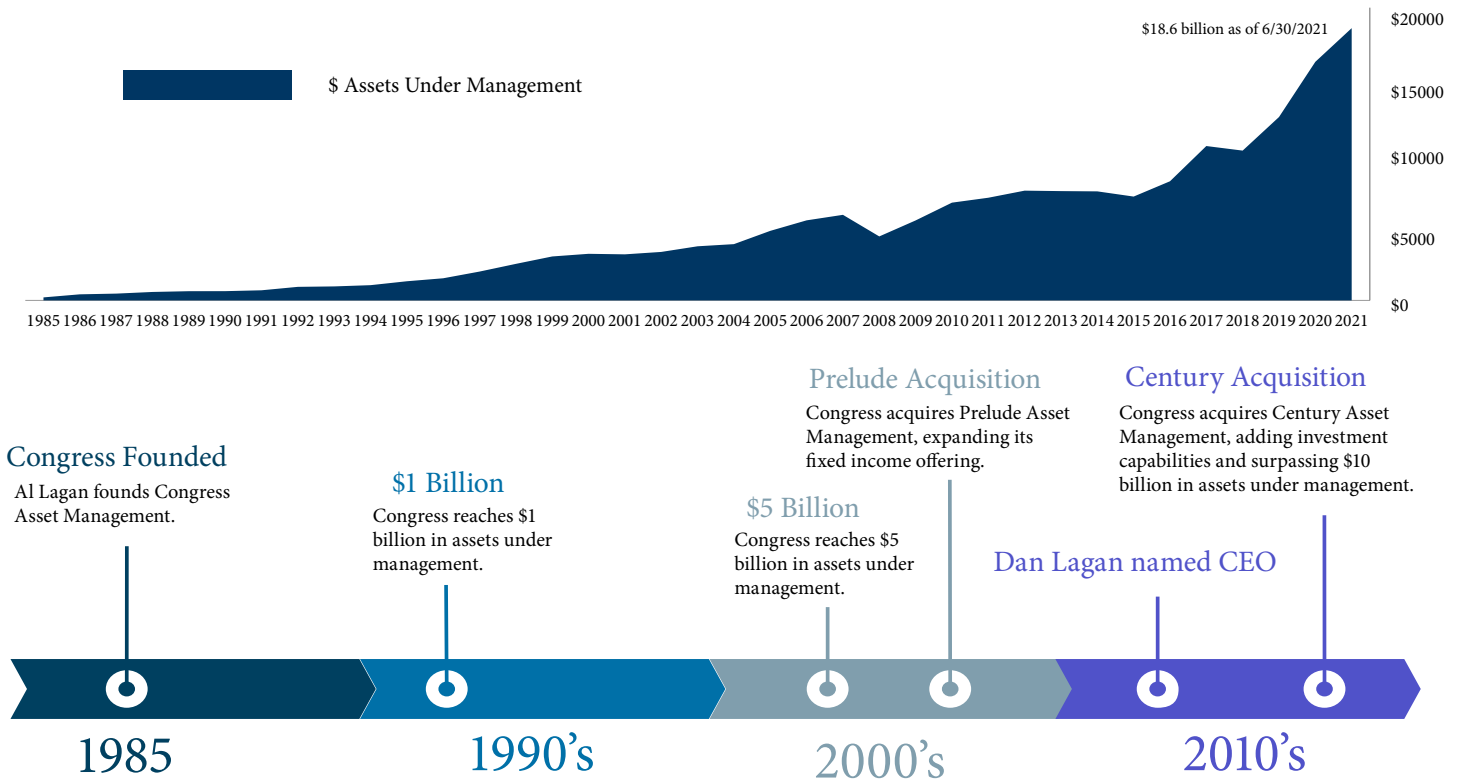 $18.6 billion as of 6/30/2021
$ Assets Under Management
$20000
$15000
$10000
$5000
$0
1985 1986 1987 1988 1989 1990 1991 1992 1993 1994 1995 1996 1997 1998 1999 2000 2001 2002 2003 2004 2005 2006 2007 2008 2009 2010 2011 2012 2013 2014 2015 2016 2017 2018 2019 2020 2021
Congress Founded
Al Lagan founds Congress
Asset Management.
$1 Billion
Congress reaches $1
billion in assets under
management.
$5 Billion
Congress reaches $5
billion in assets under
management.
Prelude Acquisition
Congress acquires Prelude Asset
Management, expanding its
fixed income offering.
Dan Lagan named CEO
Century Acquisition
Congress acquires Century Asset
Management, adding investment
capabilities and surpassing $10
billion in assets under management.
1985
1990’s
2000’s
2010’s